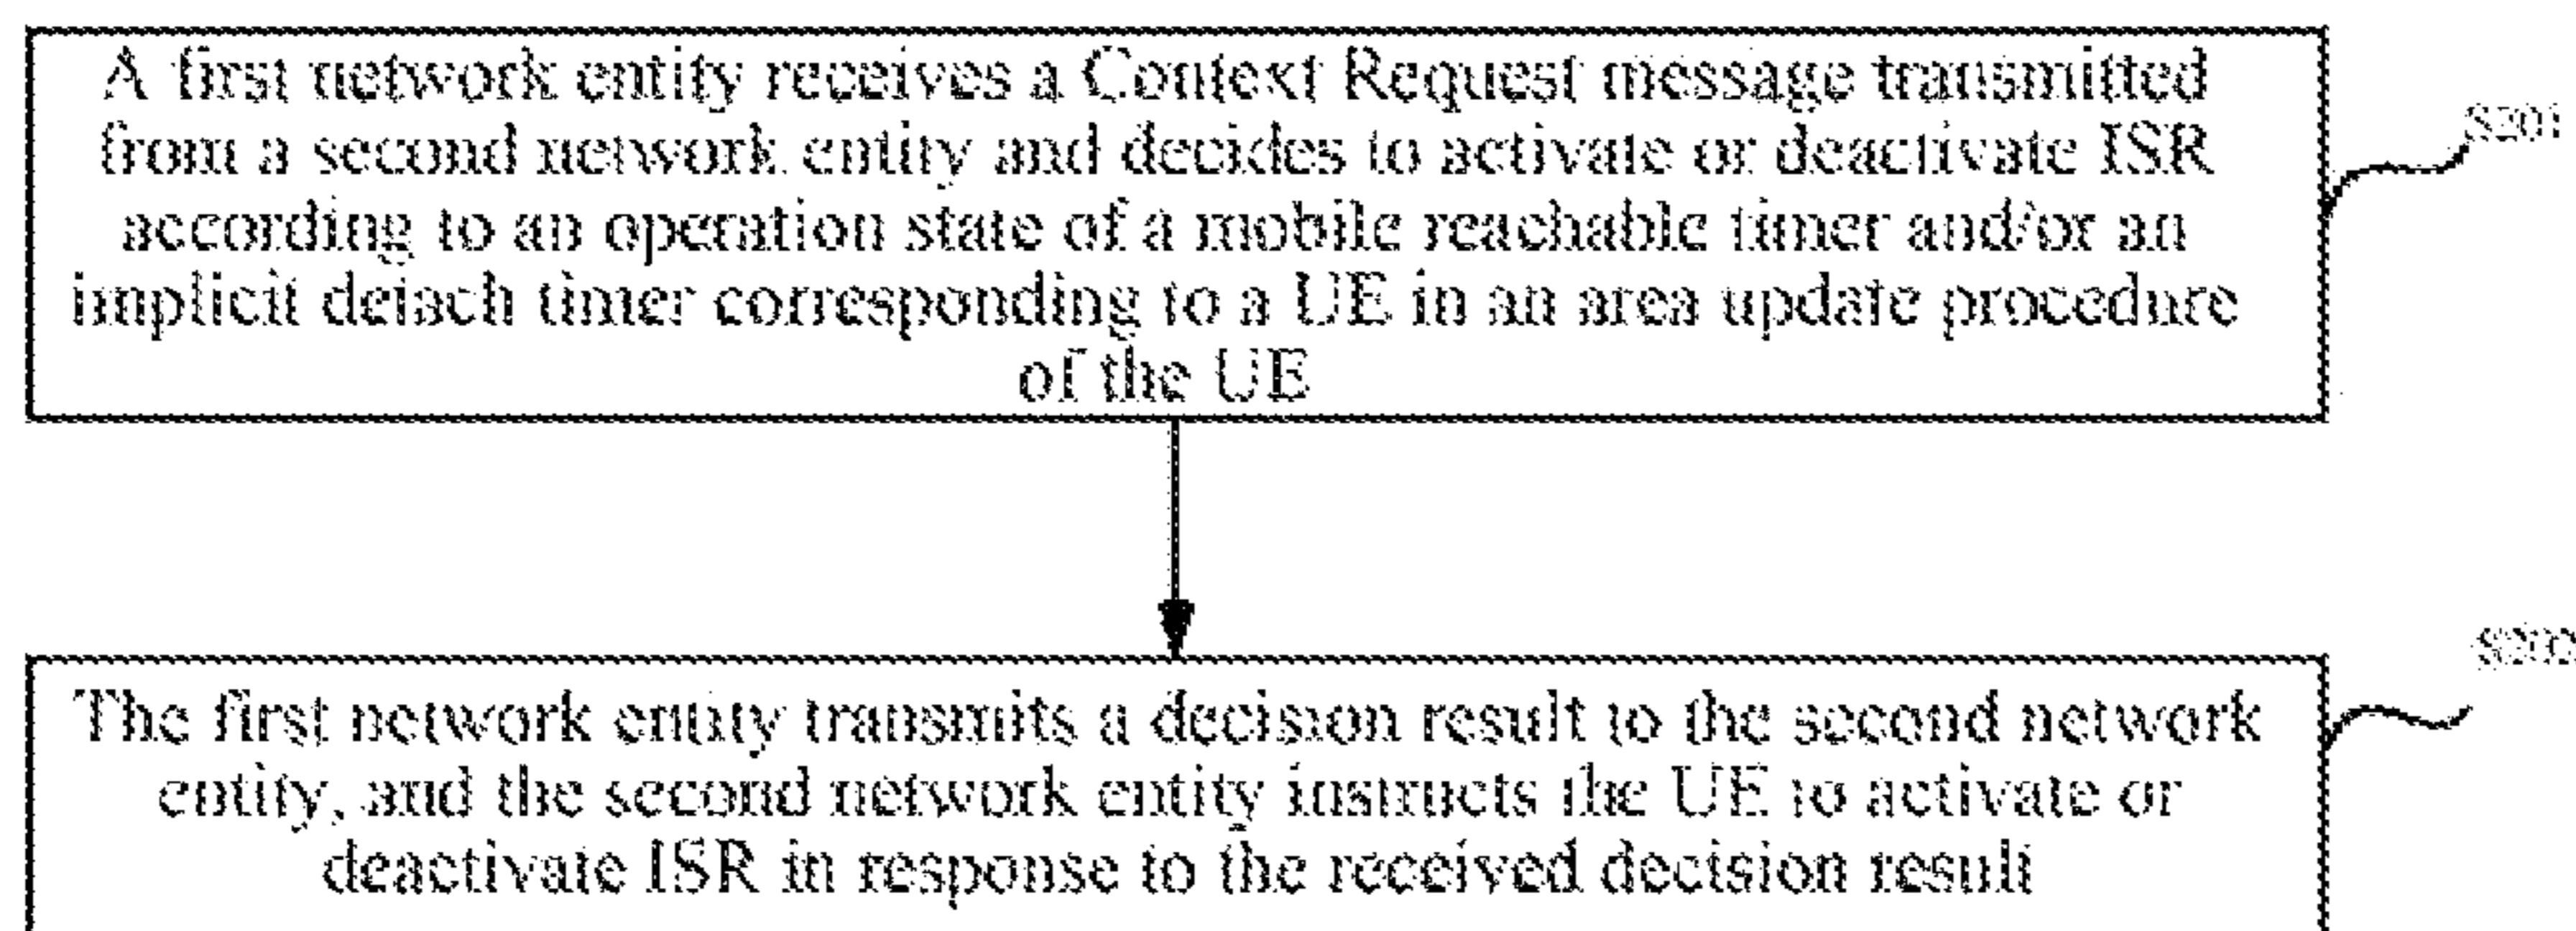 A first network entity receives a Context Request message transmitted
from a second network entity and decides to activate or deactivate ISR
according to an operation state of a mobile reachable timer and/or an
implicit detach timer corresponding to a UE in an area update procedure
of the UE
S201
The first network entity transmits a decision result to the second network
entity, and the second network entity instructs the UE to activate or
deactivate ISR in response to the received decision result
S202